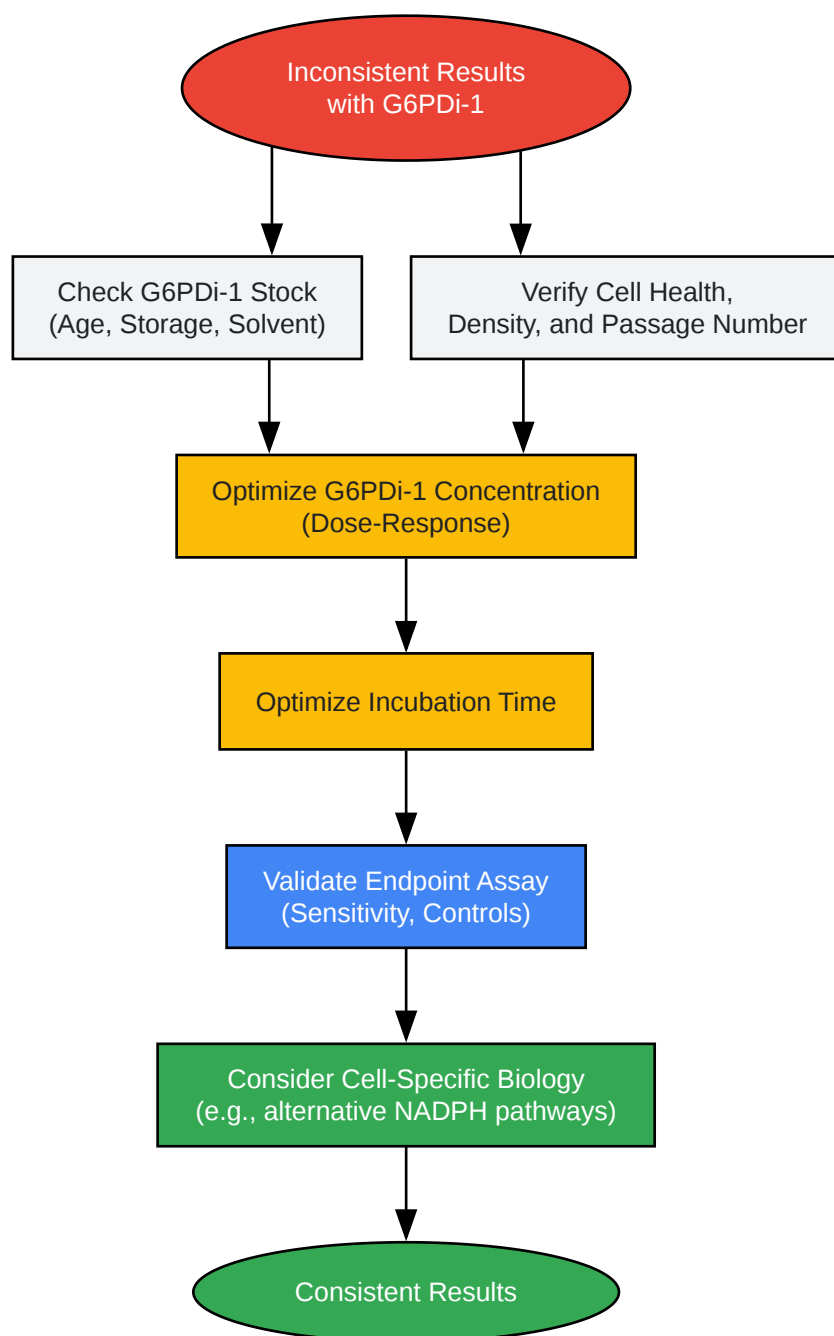 Inconsistent Results
with G6PDi-1
Check G6PDi-1 Stock
(Age, Storage, Solvent)
Verify Cell Health,
Density, and Passage Number
Optimize G6PDi-1 Concentration
(Dose-Response)
Optimize Incubation Time
Validate Endpoint Assay
(Sensitivity, Controls)
Consider Cell-Specific Biology
(e.g., alternative NADPH pathways)
Consistent Results